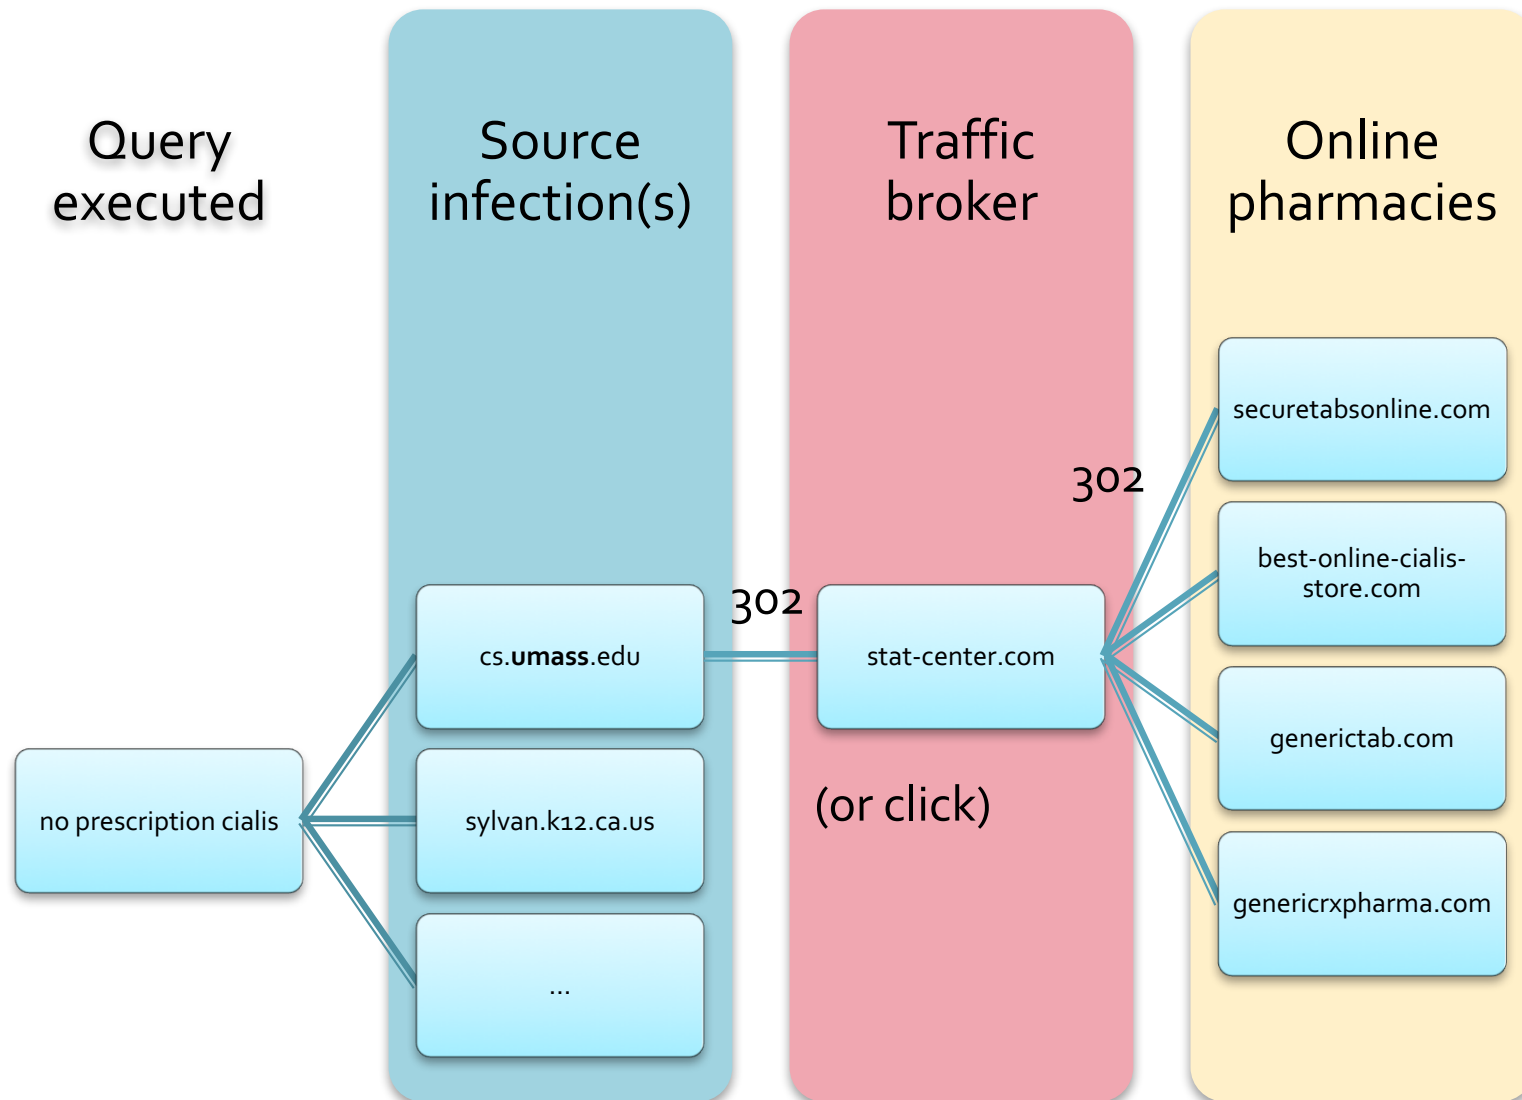 Query
executed
Source
infection(s)
Traffic
broker
Online
pharmacies
no prescription cialis
cs.umass.edu
sylvan.k12.ca.us
...
302
stat-center.com
(or click)
302
securetabsonline.com
best-online-cialis-
store.com
generictab.com
genericrxpharma.com